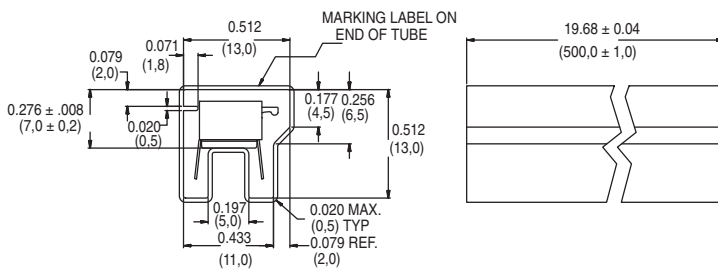 0.512
(13,0)
MARKING LABEL ON
END OF TUBE
19.68 ± 0.04
(500,0 ± 1,0)
0.071
(1,8)
0.079
(2,0)
0.276 ± .008
(7,0 ± 0,2)
0.020
(0,5)
0.177
(4,5)
0.256
(6,5)
0.512
(13,0)
0.197
(5,0)
0.433
(11,0)
0.020 MAX.
(0,5) TYP
0.079 REF.
(2,0)